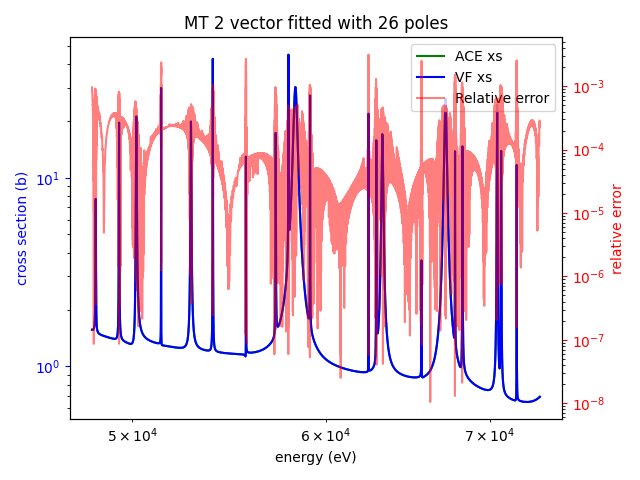 MT 2 vector fitted with 26 poles
ACE xs
VF xs
Relative error
cross section (b)
10¹
10⁰
relative error
10⁻³
10⁻⁴
10⁻⁵
10⁻⁶
10⁻⁷
10⁻⁸
5 × 10⁴
6 × 10⁴
7 × 10⁴
energy (eV)